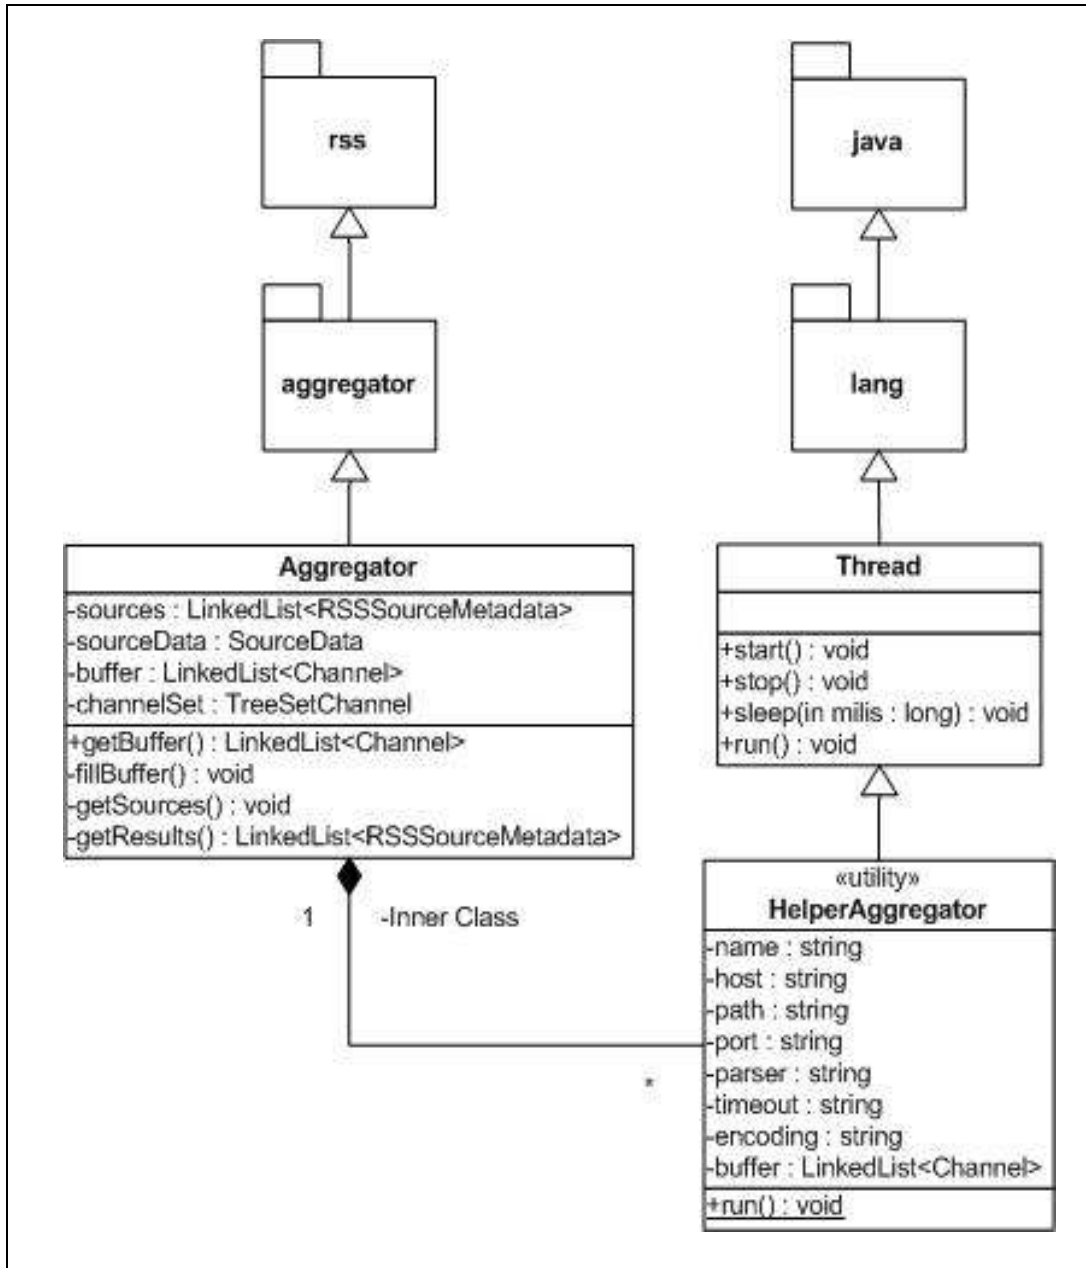 rss
java
aggregator
lang
Aggregator
-sources : LinkedList<RSSSourceMetadata>
-sourceData : SourceData
-buffer : LinkedList<Channel>
-channelSet : TreeSetChannel
+getBuffer() : LinkedList<Channel>
-fillBuffer() : void
-getSources() : void
-getResults() : LinkedList<RSSSourceMetadata>
Thread
+start() : void
+stop() : void
+sleep(in milis : long) : void
+run() : void
1
-Inner Class
*
«utility»
HelperAggregator
-name : string
-host : string
-path : string
-port : string
-parser : string
-timeout : string
-encoding : string
-buffer : LinkedList<Channel>
+run() : void